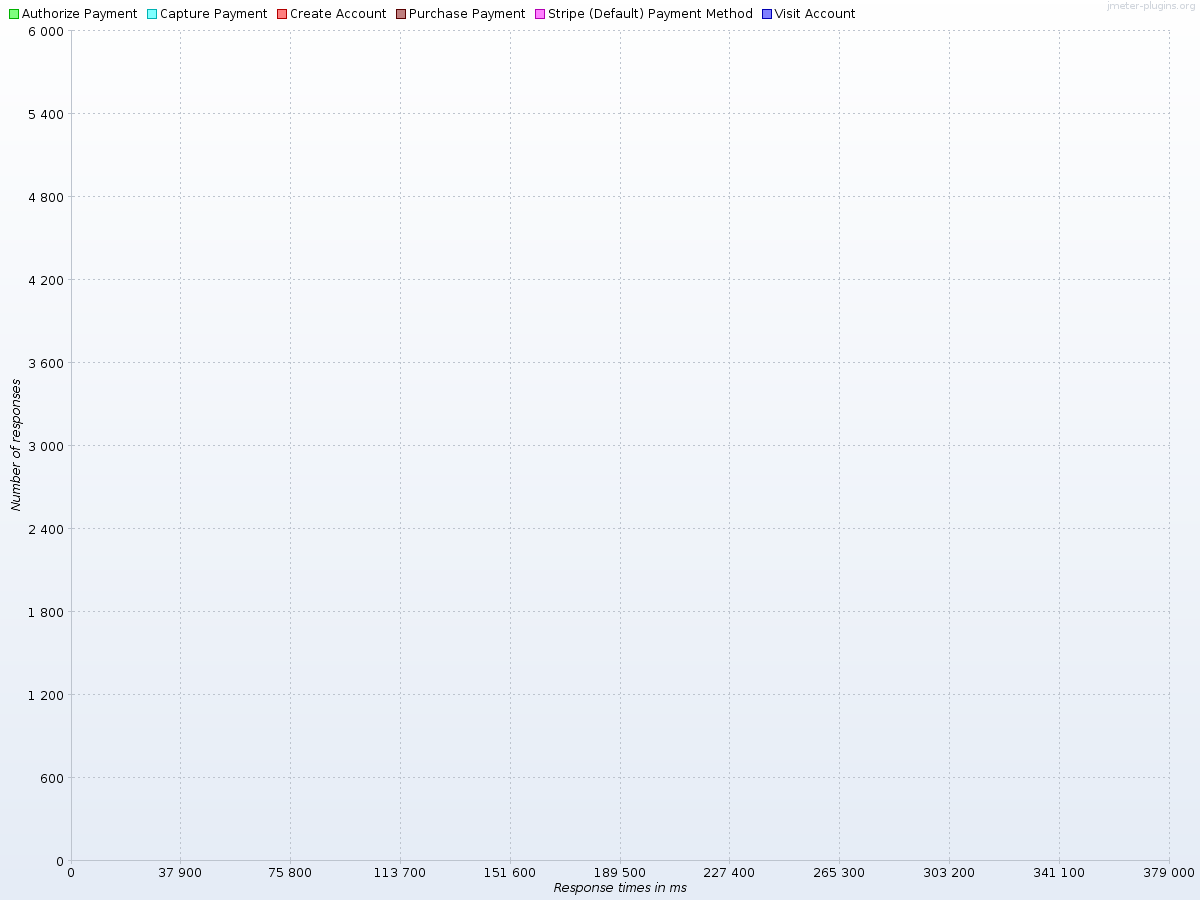 jmeter-plugins.org
Authorize Payment Capture Payment Create Account Purchase Payment Stripe (Default) Payment Method Visit Account
6 000
5 400
4 800
4 200
3 600
3 000
2 400
1 800
1 200
600
0
Number of responses
0 37 900 75 800 113 700 151 600 189 500 227 400 265 300 303 200 341 100 379 000
Response times in ms